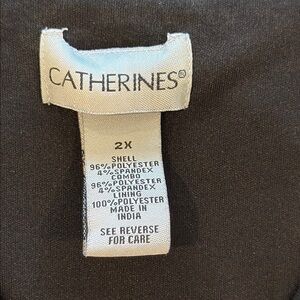 CATHERINES®
2X
SHELL
96%POLYESTER
4%SPANDEX
COMBO
96%POLYESTER
4%SPANDEX
LINING
100%POLYESTER
MADE IN
INDIA
SEE REVERSE
FOR CARE